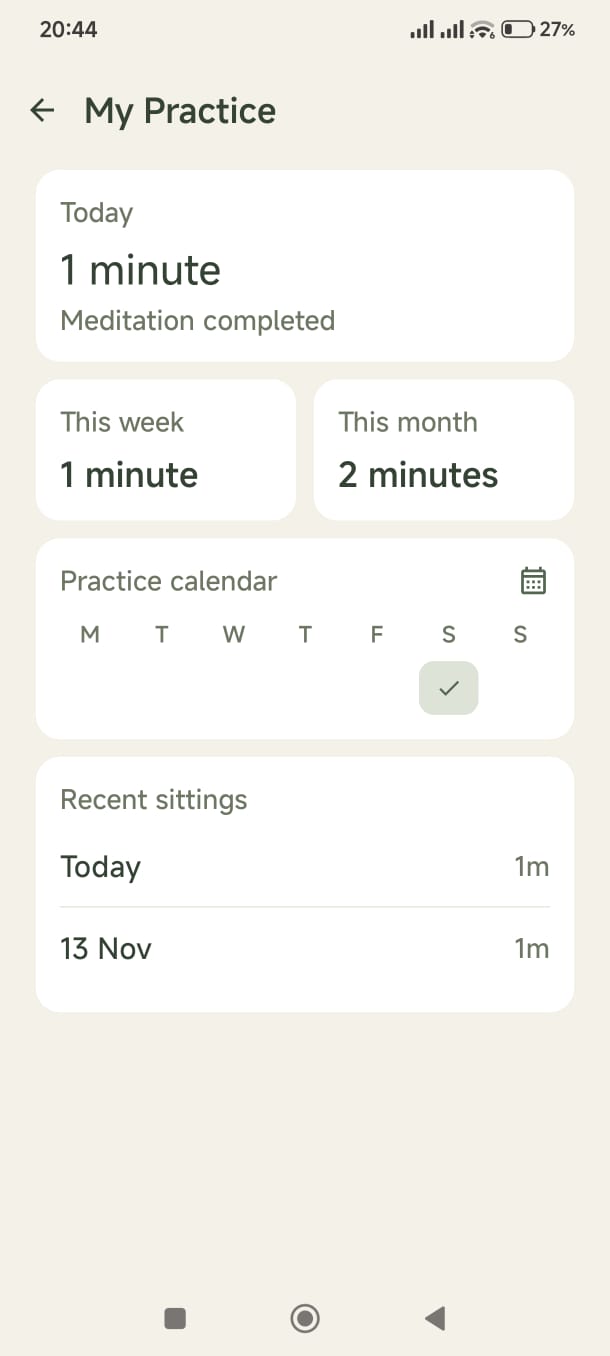 20:44
27%
My Practice
Today
1 minute
Meditation completed
This week
1 minute
This month
2 minutes
Practice calendar
M T W T F S S
Recent sittings
Today 1m
13 Nov 1m